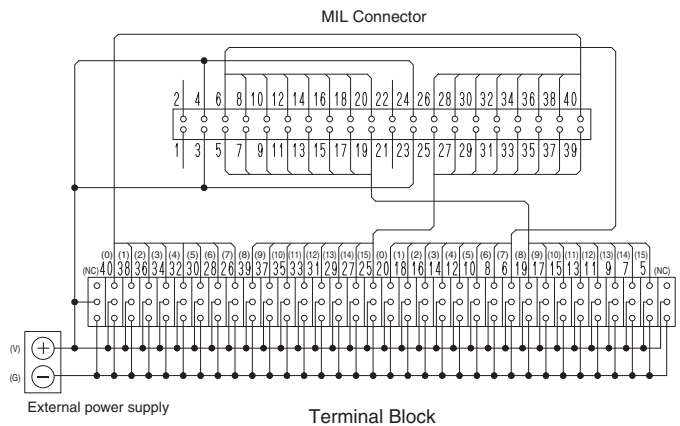 MIL Connector
2 4 6 8 10 12 14 16 18 20 22 24 26 28 30 32 34 36 38 40
1 3 5 7 9 11 13 15 17 19 21 23 25 27 29 31 33 35 37 39
(0) (1) (2) (3) (4) (5) (6) (7) (9) (10) (11) (12) (13) (14) (15) (0) (1) (2) (3) (4) (5) (6) (7) (8) (9) (10) (11) (12) (13) (14) (15)
(NC) 40 38 36 34 32 30 28 26 39 37 35 33 31 29 27 25 20 18 16 14 12 10 8 6 19 17 15 13 11 9 7 5 (NC)
(V) +
(G) −
External power supply
Terminal Block